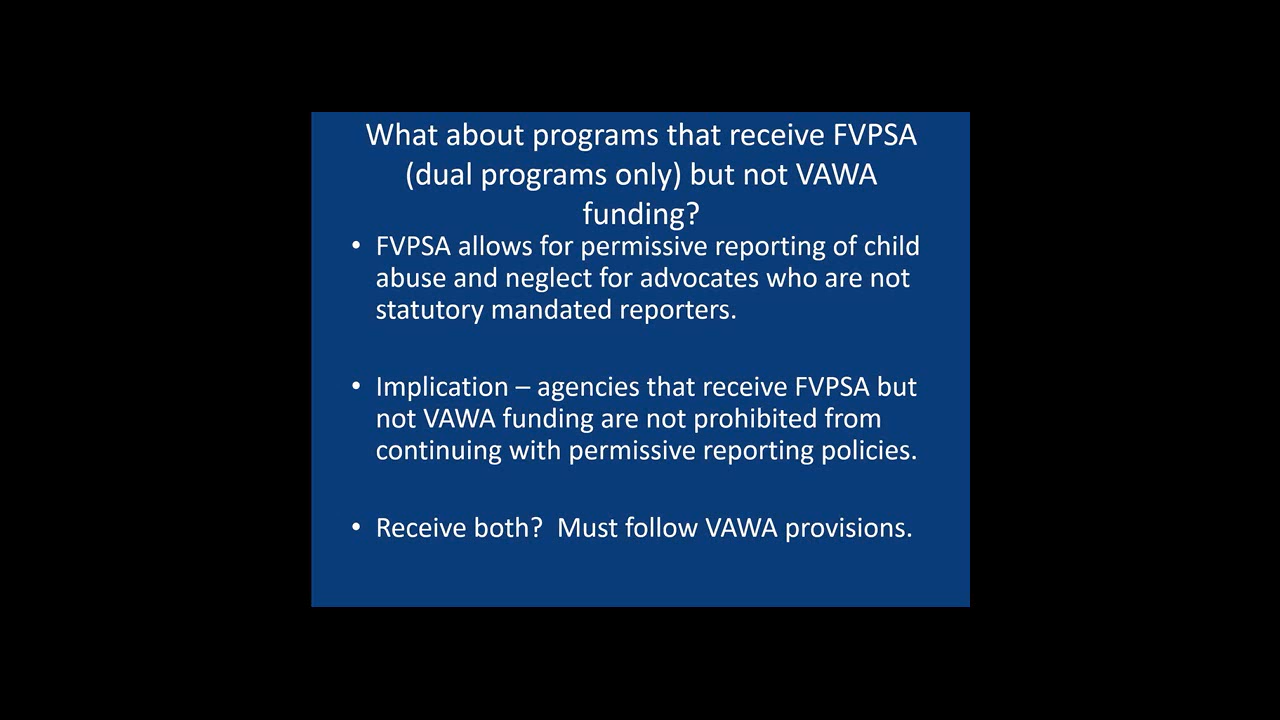 What about programs that receive FVPSA
(dual programs only) but not VAWA
funding?
• FVPSA allows for permissive reporting of child
abuse and neglect for advocates who are not
statutory mandated reporters.
• Implication – agencies that receive FVPSA but
not VAWA funding are not prohibited from
continuing with permissive reporting policies.
• Receive both?  Must follow VAWA provisions.